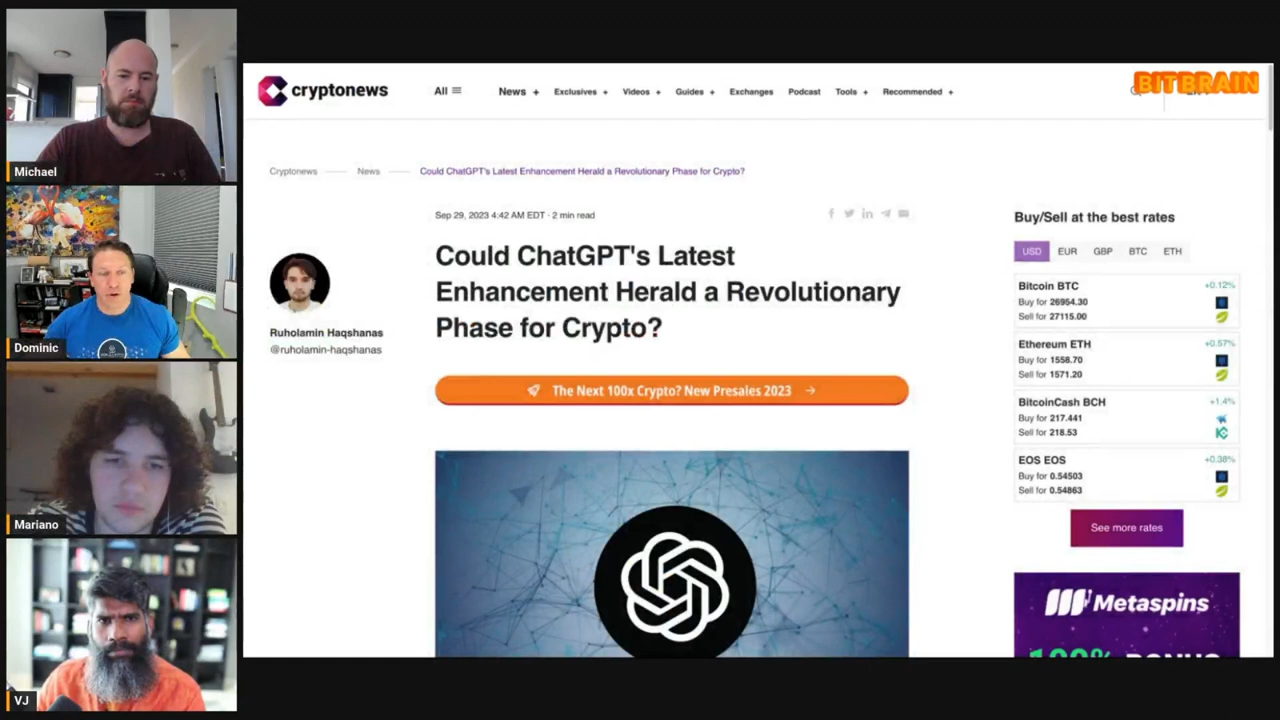 Michael
Dominic
Mariano
VJ
cryptonews
All
News +
Exclusives +
Videos +
Guides +
Exchanges
Podcast
Tools +
Recommended +
BITBRAIN
Cryptonews
News
Could ChatGPT's Latest Enhancement Herald a Revolutionary Phase for Crypto?
Sep 29, 2023 4:42 AM EDT · 2 min read
Ruholamin Haqshanas
@ruholamin-haqshanas
Could ChatGPT's Latest
Enhancement Herald a Revolutionary
Phase for Crypto?
The Next 100x Crypto? New Presales 2023 →
Buy/Sell at the best rates
USD EUR GBP BTC ETH
Bitcoin BTC +0.12%
Buy for 26954.30
Sell for 27115.00
Ethereum ETH +0.57%
Buy for 1558.70
Sell for 1571.20
BitcoinCash BCH +1.4%
Buy for 217.441
Sell for 218.53
EOS EOS +0.38%
Buy for 0.54503
Sell for 0.54863
See more rates
Metaspins